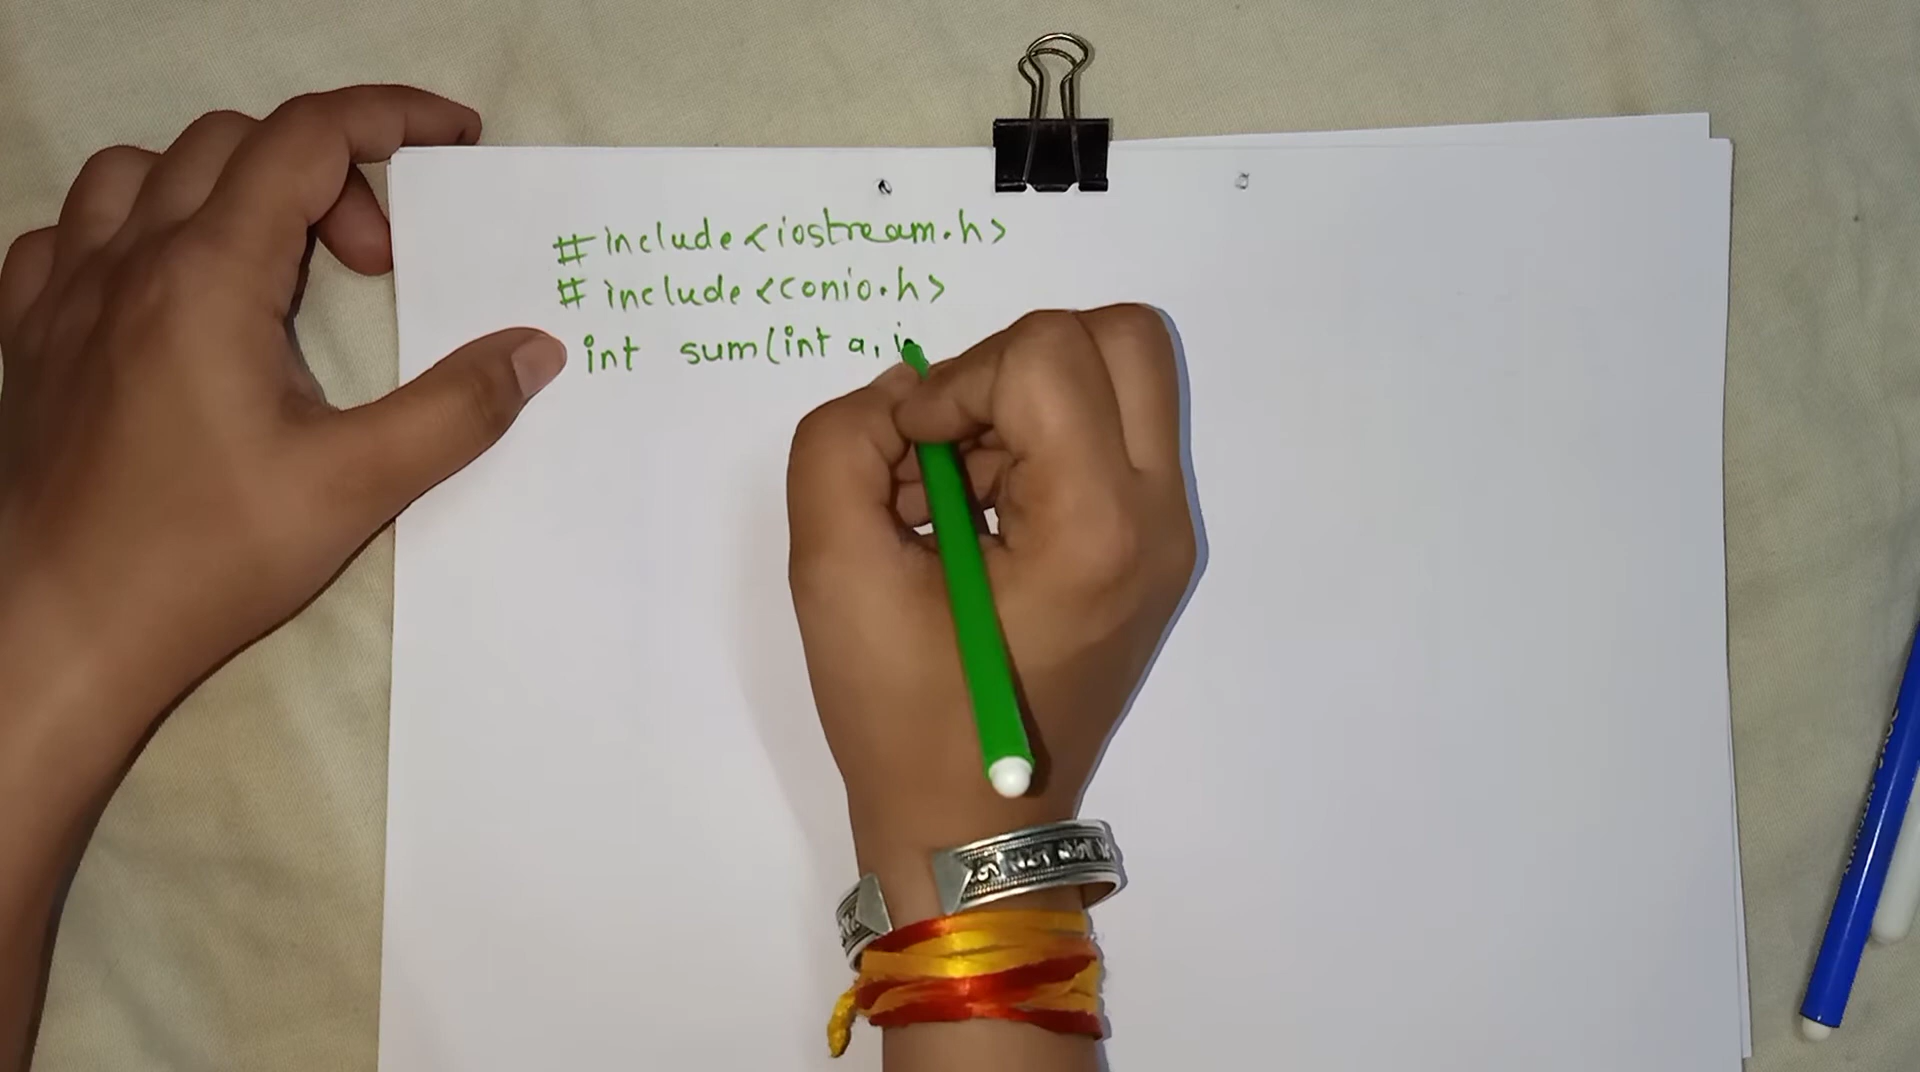 #include<iostream.h>
# include<conio.h>
int sum(int a, i